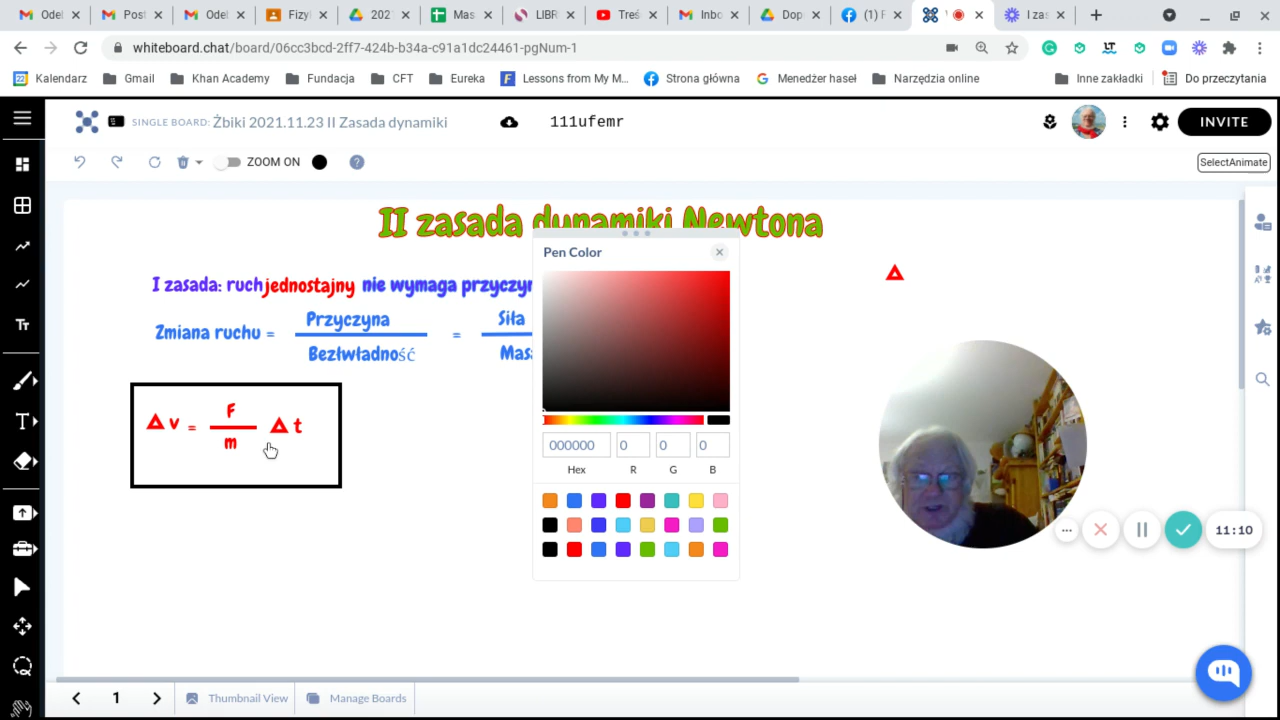 Odel
Post
Odel
Fizyl
202
Mas
LIBR
Treś
Inbo
Dop
(1) F
I zas
whiteboard.chat/board/06cc3bcd-2ff7-424b-b34a-c91a1dc24461-pgNum-1
Kalendarz Gmail Khan Academy Fundacja CFT Eureka Lessons from My M... Strona główna Menedżer haseł Narzędzia online Inne zakładki Do przeczytania
SINGLE BOARD: Żbiki 2021.11.23 II Zasada dynamiki 111ufemr INVITE
ZOOM ON SelectAnimate
II zasada dynamiki Newtona
I zasada: ruch jednostajny nie wymaga przyczyn
Zmiana ruchu = Przyczyna = Siła
Bezłwładność Mas
Δ v = F Δ t
m
Δ
Pen Color
000000 0 0 0
Hex R G B
11:10
1 Thumbnail View Manage Boards